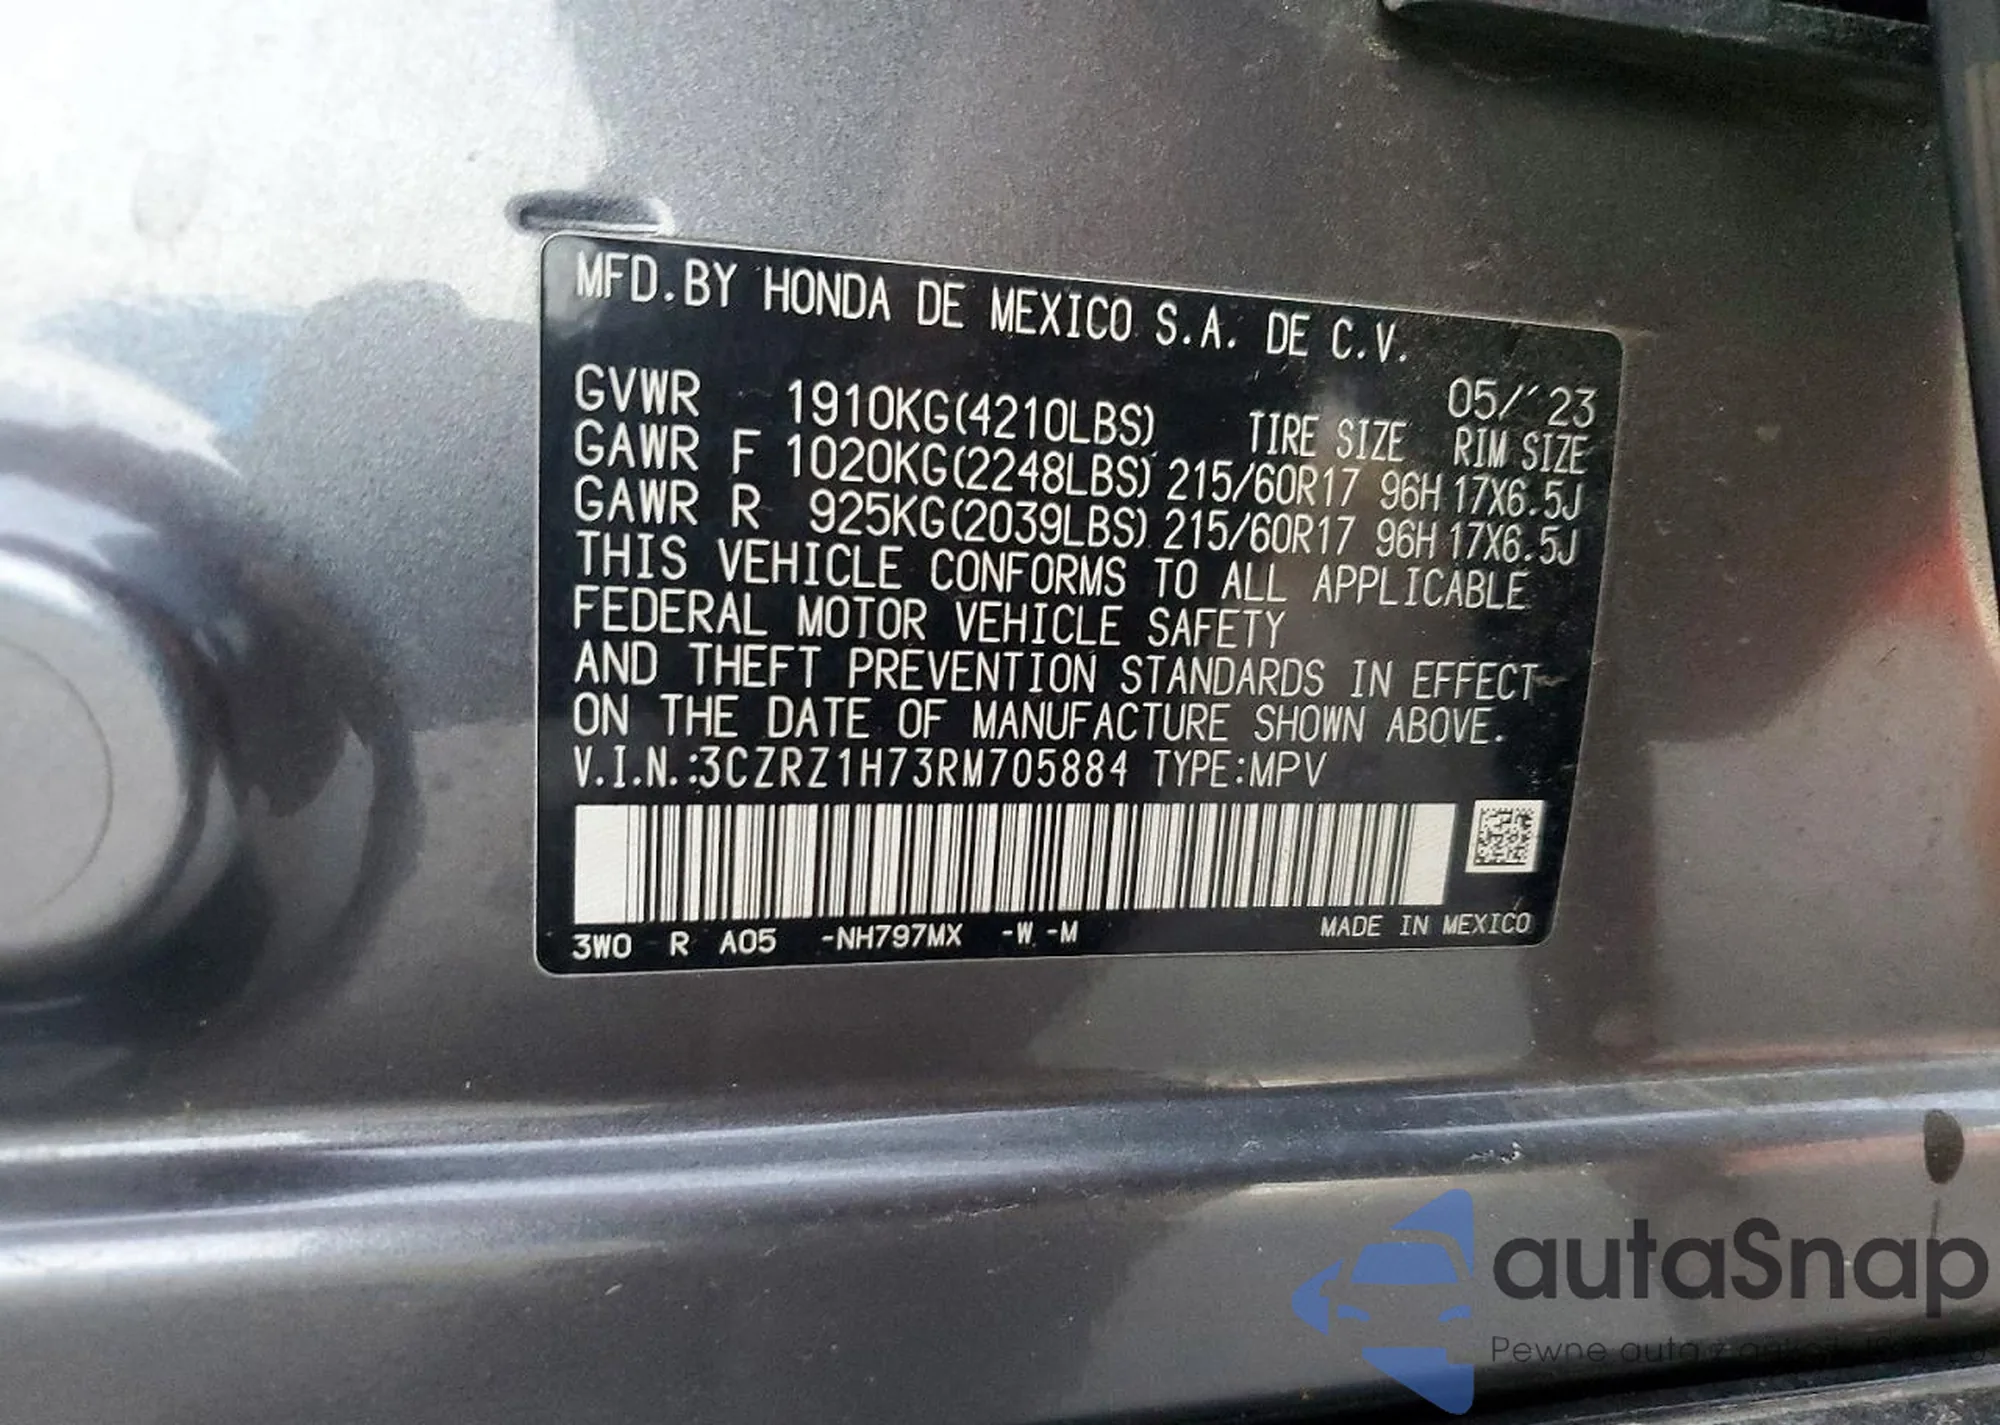 MFD.BY HONDA DE MEXICO S.A. DE C.V.
05/´23
GVWR 1910KG(4210LBS) TIRE SIZE RIM SIZE
GAWR F 1020KG(2248LBS) 215/60R17 96H 17X6.5J
GAWR R 925KG(2039LBS) 215/60R17 96H 17X6.5J
THIS VEHICLE CONFORMS TO ALL APPLICABLE
FEDERAL MOTOR VEHICLE SAFETY
AND THEFT PREVENTION STANDARDS IN EFFECT
ON THE DATE OF MANUFACTURE SHOWN ABOVE.
V.I.N.:3CZRZ1H73RM705884 TYPE:MPV
3WO R A05 -NH797MX -W -M MADE IN MEXICO
autaSnap
Pewne auta z